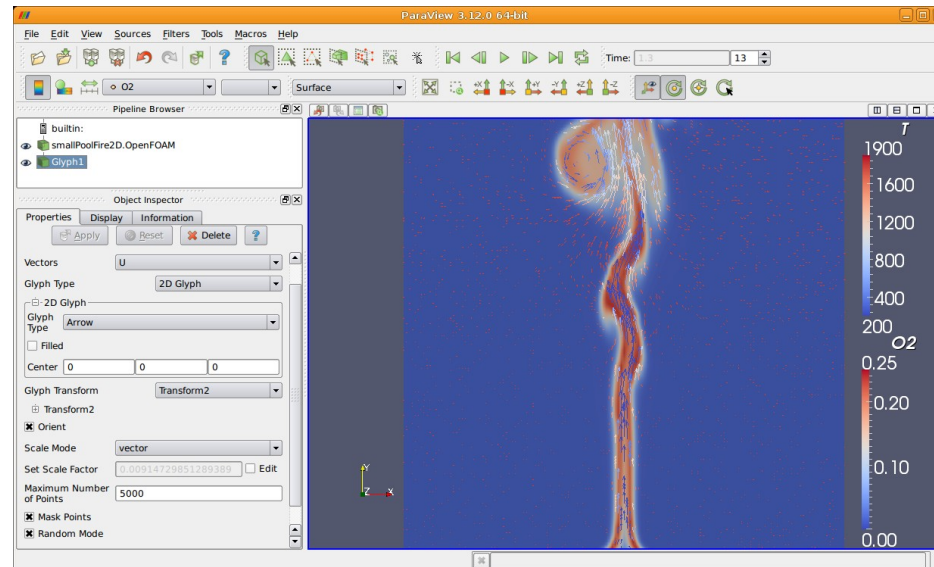 ParaView 3.12.0 64-bit
File Edit View Sources Filters Tools Macros Help
Time: 1.3 13
O2 Surface
Pipeline Browser
builtin:
smallPoolFire2D.OpenFOAM
Glyph1
Object Inspector
Properties Display Information
Apply Reset Delete ?
Vectors U
Glyph Type 2D Glyph
2D Glyph
Glyph Type Arrow
Filled
Center 0 0 0
Glyph Transform Transform2
Transform2
Orient
Scale Mode vector
Set Scale Factor 0.00914729851289389 Edit
Maximum Number of Points 5000
Mask Points
Random Mode
T
1900
1600
1200
800
400
200
O2
0.25
0.20
0.10
0.00
Y
Z X